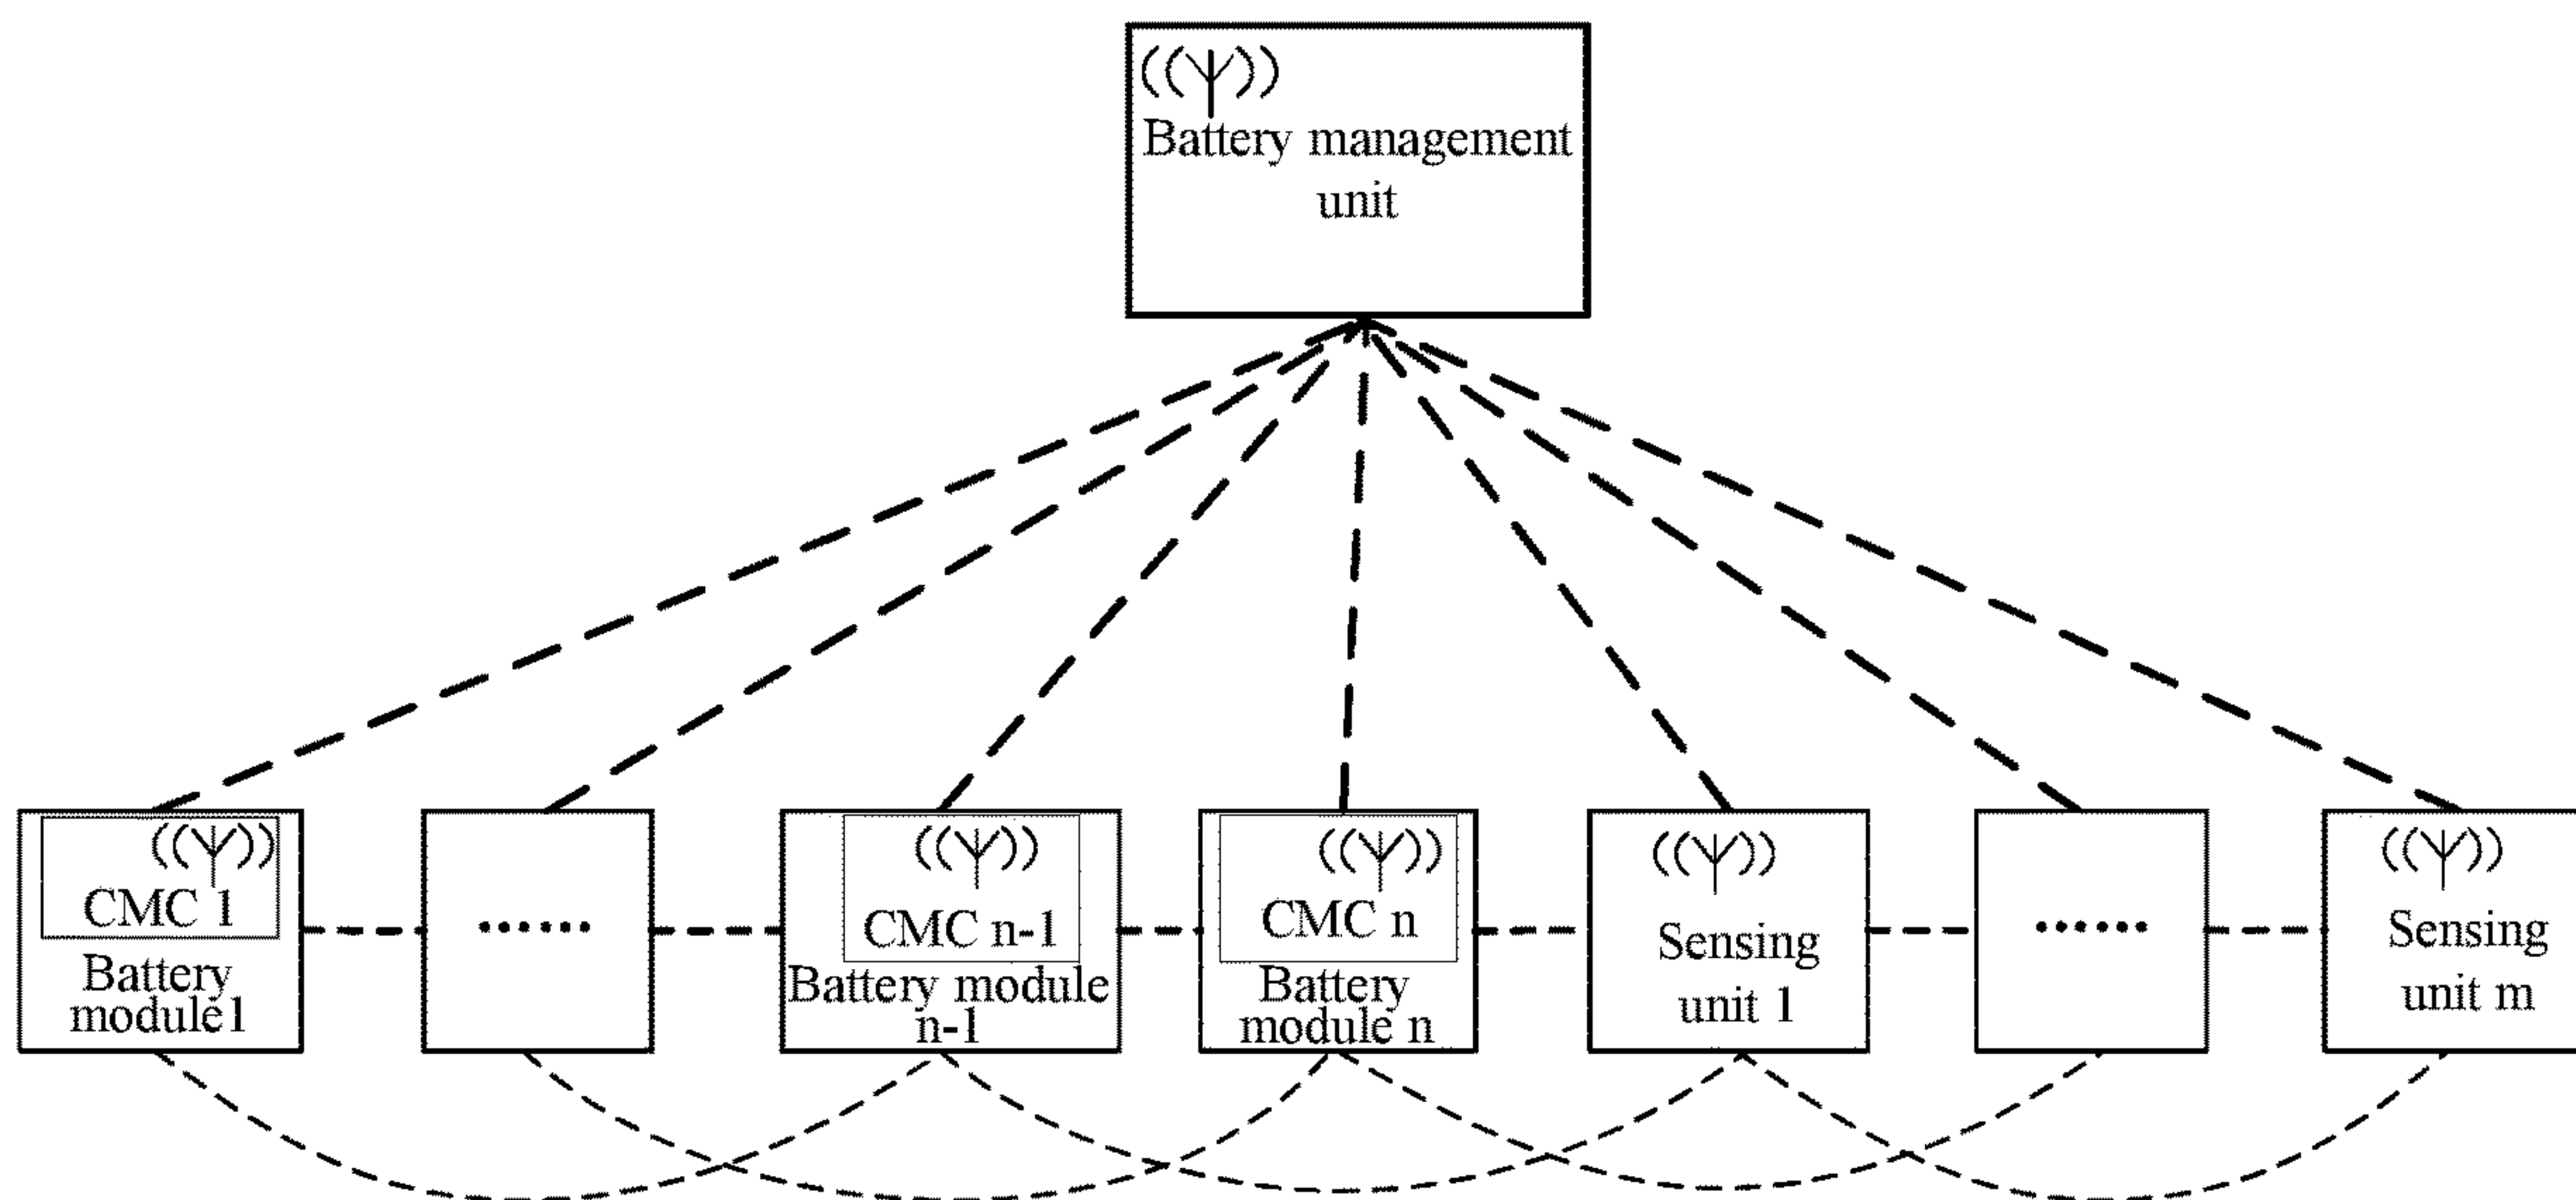 Battery management
unit
CMC 1
Battery
module1
......
CMC n-1
Battery module
n-1
CMC n
Battery
module n
Sensing
unit 1
......
Sensing
unit m